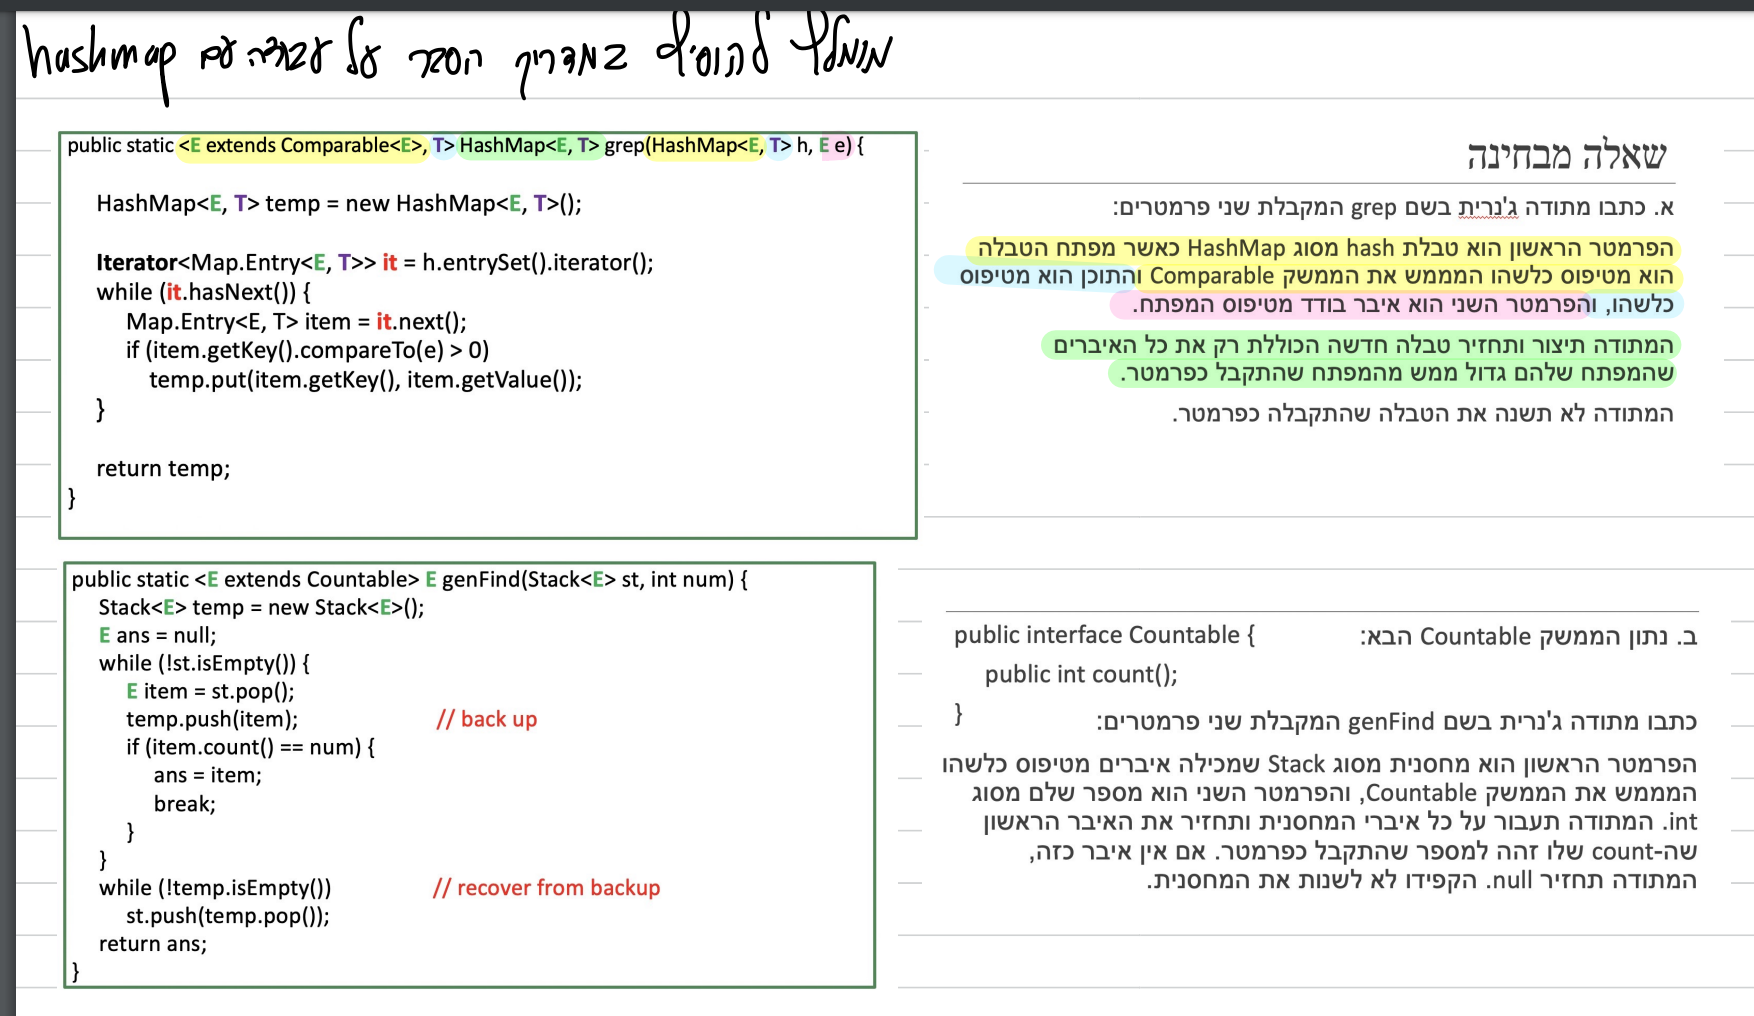 מומלץ להוסיף במדריך הסבר על עבודה עם hashmap
שאלה מבחינה
א. כתבו מתודה ג'נרית בשם grep המקבלת שני פרמטרים:
הפרמטר הראשון הוא טבלת hash מסוג HashMap כאשר מפתח הטבלה
הוא מטיפוס כלשהו המממש את הממשק Comparable והתוכן הוא מטיפוס
כלשהו, והפרמטר השני הוא איבר בודד מטיפוס המפתח.
המתודה תיצור ותחזיר טבלה חדשה הכוללת רק את כל האיברים
שהמפתח שלהם גדול ממש מהמפתח שהתקבל כפרמטר.
המתודה לא תשנה את הטבלה שהתקבלה כפרמטר.
public static <E extends Comparable<E>, T> HashMap<E, T> grep(HashMap<E, T> h, E e) {
HashMap<E, T> temp = new HashMap<E, T>();
Iterator<Map.Entry<E, T>> it = h.entrySet().iterator();
while (it.hasNext()) {
Map.Entry<E, T> item = it.next();
if (item.getKey().compareTo(e) > 0)
temp.put(item.getKey(), item.getValue());
}
return temp;
}
ב. נתון הממשק Countable הבא:
public interface Countable {
public int count();
}
כתבו מתודה ג'נרית בשם genFind המקבלת שני פרמטרים:
הפרמטר הראשון הוא מחסנית מסוג Stack שמכילה איברים מטיפוס כלשהו
המממש את הממשק Countable, והפרמטר השני הוא מספר שלם מסוג
int. המתודה תעבור על כל איברי המחסנית ותחזיר את האיבר הראשון
שה-count שלו זהה למספר שהתקבל כפרמטר. אם אין איבר כזה,
המתודה תחזיר null. הקפידו לא לשנות את המחסנית.
public static <E extends Countable> E genFind(Stack<E> st, int num) {
Stack<E> temp = new Stack<E>();
E ans = null;
while (!st.isEmpty()) {
E item = st.pop();
temp.push(item); // back up
if (item.count() == num) {
ans = item;
break;
}
}
while (!temp.isEmpty()) // recover from backup
st.push(temp.pop());
return ans;
}